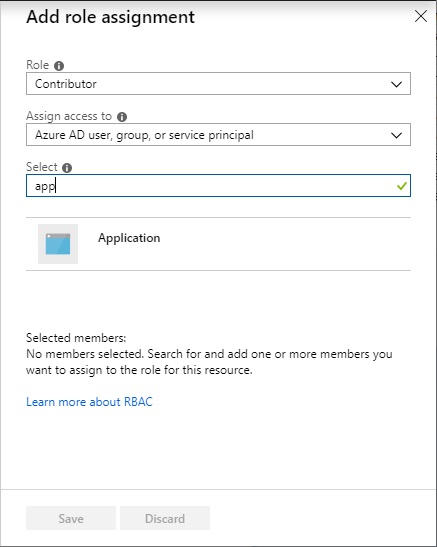 Add role assignment
Role
Contributor
Assign access to
Azure AD user, group, or service principal
Select
app
Application
Selected members:
No members selected. Search for and add one or more members you
want to assign to the role for this resource.
Learn more about RBAC
Save Discard